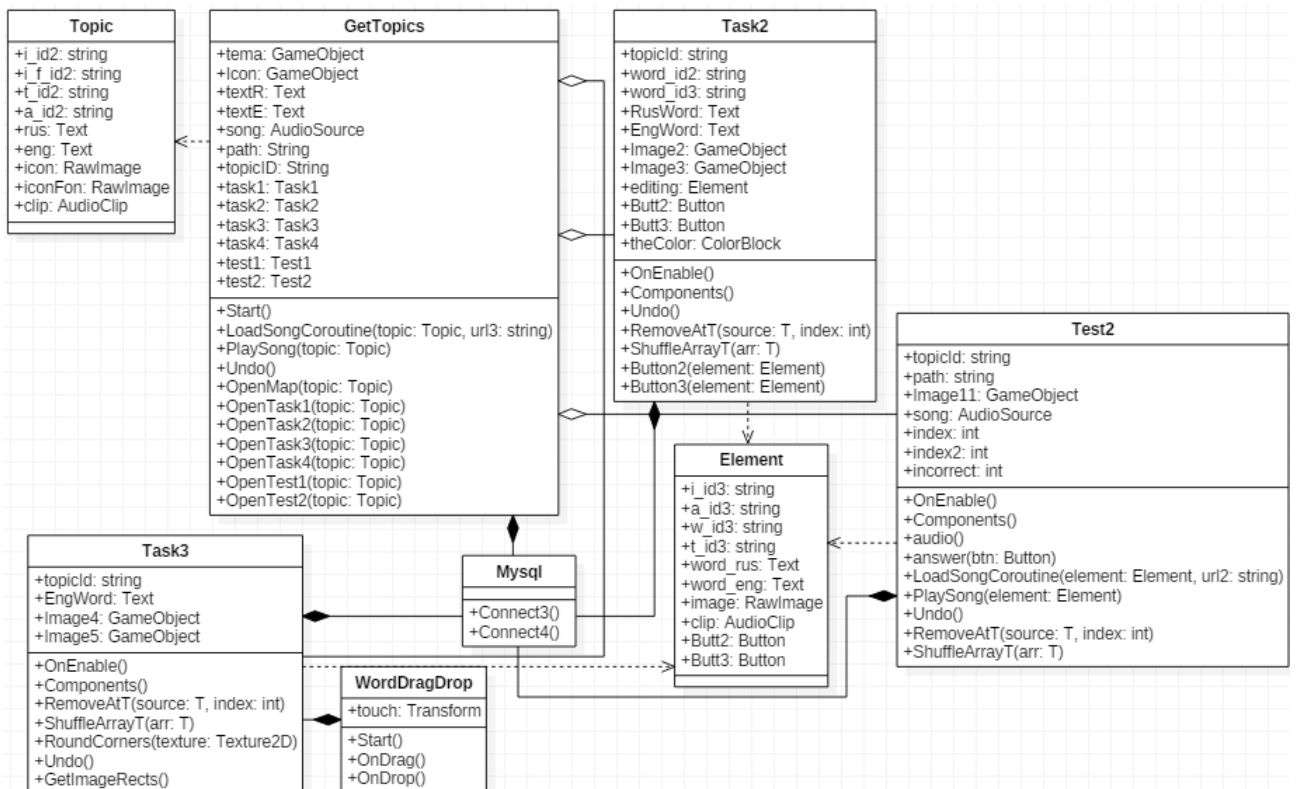 Topic
+i_id2: string
+i_f_id2: string
+t_id2: string
+a_id2: string
+rus: Text
+eng: Text
+icon: RawImage
+iconFon: RawImage
+clip: AudioClip
GetTopics
+tema: GameObject
+Icon: GameObject
+textR: Text
+textE: Text
+song: AudioSource
+path: String
+topicID: String
+task1: Task1
+task2: Task2
+task3: Task3
+task4: Task4
+test1: Test1
+test2: Test2
+Start()
+LoadSongCoroutine(topic: Topic, url3: string)
+PlaySong(topic: Topic)
+Undo()
+OpenMap(topic: Topic)
+OpenTask1(topic: Topic)
+OpenTask2(topic: Topic)
+OpenTask3(topic: Topic)
+OpenTask4(topic: Topic)
+OpenTest1(topic: Topic)
+OpenTest2(topic: Topic)
Task2
+topicId: string
+word_id2: string
+word_id3: string
+RusWord: Text
+EngWord: Text
+Image2: GameObject
+Image3: GameObject
+editing: Element
+Butt2: Button
+Butt3: Button
+theColor: ColorBlock
+OnEnable()
+Components()
+Undo()
+RemoveAtT(source: T, index: int)
+ShuffleArrayT(arr: T)
+Button2(element: Element)
+Button3(element: Element)
Test2
+topicId: string
+path: string
+Image11: GameObject
+song: AudioSource
+index: int
+index2: int
+incorrect: int
+OnEnable()
+Components()
+audio()
+answer(btn: Button)
+LoadSongCoroutine(element: Element, url2: string)
+PlaySong(element: Element)
+Undo()
+RemoveAtT(source: T, index: int)
+ShuffleArrayT(arr: T)
Element
+i_id3: string
+a_id3: string
+w_id3: string
+t_id3: string
+word_rus: Text
+word_eng: Text
+image: RawImage
+clip: AudioClip
+Butt2: Button
+Butt3: Button
Task3
+topicId: string
+EngWord: Text
+Image4: GameObject
+Image5: GameObject
+OnEnable()
+Components()
+RemoveAtT(source: T, index: int)
+ShuffleArrayT(arr: T)
+RoundCorners(texture: Texture2D)
+Undo()
+GetImageRects()
Mysql
+Connect3()
+Connect4()
WordDragDrop
+touch: Transform
+Start()
+OnDrag()
+OnDrop()